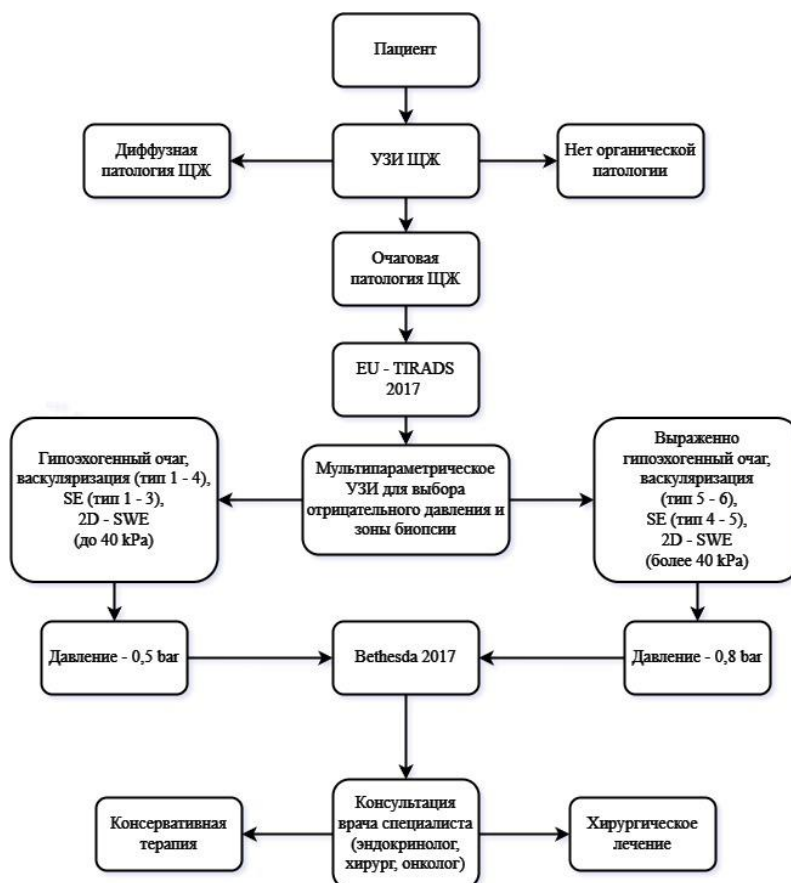 Пациент
Диффузная
патология ЩЖ
УЗИ ЩЖ
Нет органической
патологии
Очаговая
патология ЩЖ
EU - TIRADS
2017
Гипоэхогенный очаг,
васкуляризация (тип 1 - 4),
SE (тип 1 - 3),
2D - SWE
(до 40 kPa)
Мультипараметрическое
УЗИ для выбора
отрицательного давления и
зоны биопсии
Выраженно
гипоэхогенный очаг,
васкуляризация
(тип 5 - 6),
SE (тип 4 - 5),
2D - SWE
(более 40 kPa)
Давление - 0,5 bar
Bethesda 2017
Давление - 0,8 bar
Консервативная
терапия
Консультация
врача специалиста
(эндокринолог,
хирург, онколог)
Хирургическое
лечение